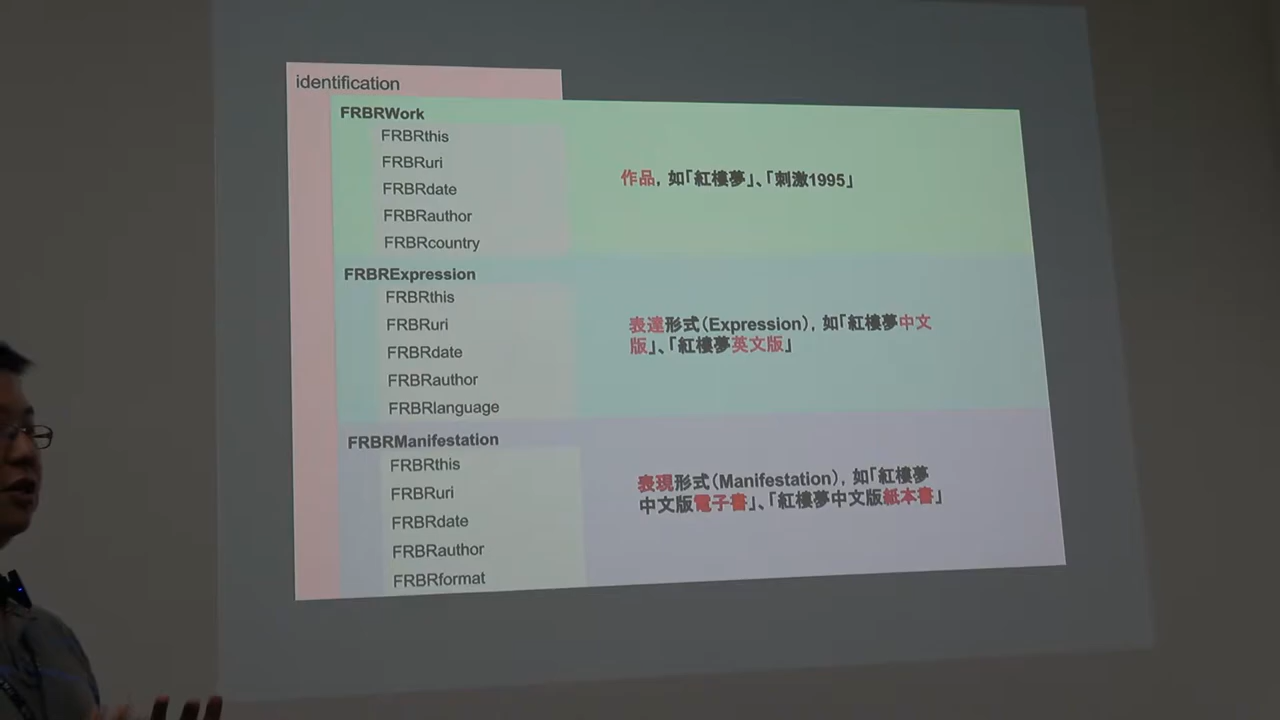 identification
FRBRWork
FRBRthis
FRBRuri
FRBRdate
FRBRauthor
FRBRcountry
作品，如「紅樓夢」、「刺激1995」
FRBRExpression
FRBRthis
FRBRuri
FRBRdate
FRBRauthor
FRBRlanguage
表達形式（Expression），如「紅樓夢中文
版」、「紅樓夢英文版」
FRBRManifestation
FRBRthis
FRBRuri
FRBRdate
FRBRauthor
FRBRformat
表現形式（Manifestation），如「紅樓夢
中文版電子書」、「紅樓夢中文版紙本書」